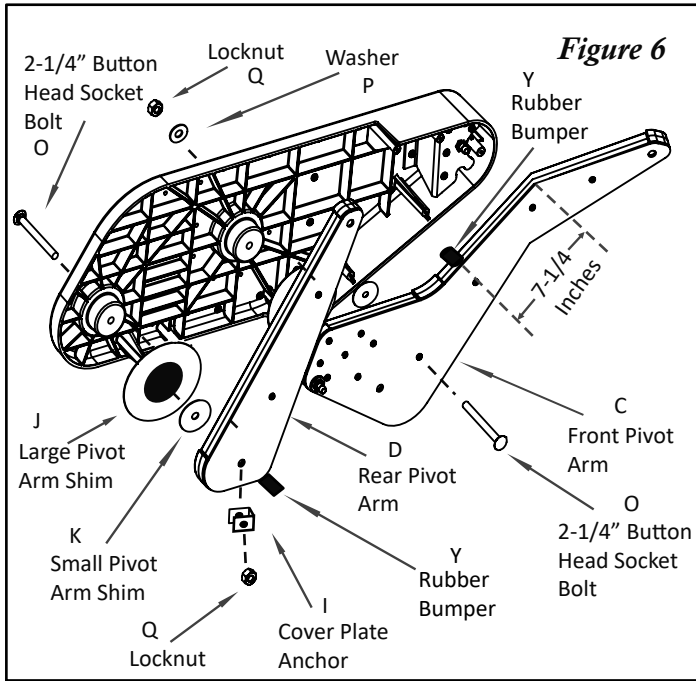 Figure 6
Locknut
Q
Washer
P
Y
Rubber
Bumper
2-1/4” Button
Head Socket
Bolt
O
7-1/4
Inches
C
Front Pivot
Arm
J
Large Pivot
Arm Shim
D
Rear Pivot
Arm
O
2-1/4” Button
Head Socket
Bolt
K
Small Pivot
Arm Shim
Y
Rubber
Bumper
Q
Locknut
I
Cover Plate
Anchor